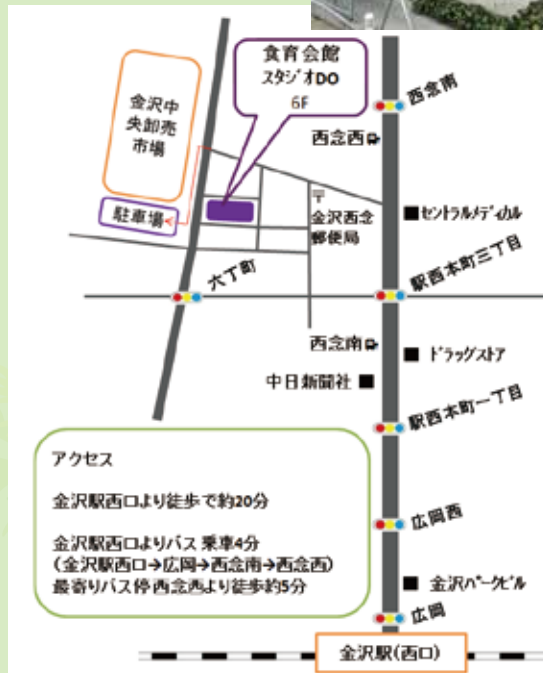 食育会館
スタジオDO
6F
金沢中
央卸売
市場
駐車場
西念南
西念西
〒
金沢西念
郵便局
■セントラルメディカル
六丁町
駅西本町三丁目
西念南
■ ドラッグストア
中日新聞社 ■
駅西本町一丁目
アクセス
金沢駅西口より徒歩で約20分
金沢駅西口よりバス 乗車4分
(金沢駅西口→広岡→西念南→西念西)
最寄りバス停 西念西より徒歩約5分
広岡西
■ 金沢パークビル
広岡
金沢駅(西口)